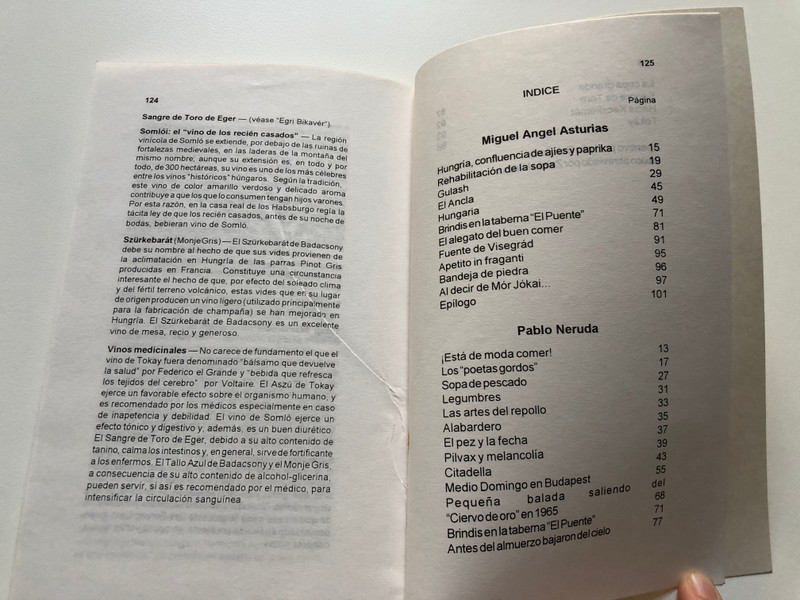 124
Sangre de Toro de Eger — (véase "Egri Bikavér").
Somlói: el "vino de los recién casados" — La región
vinícola de Somló se extiende, por debajo de las ruinas de
fortalezas medievales, en las laderas de la montaña del
mismo nombre; aunque su extensión es, en todo y por
todo, de 300 hectáreas, su vino es uno de los más célebres
entre los vinos "históricos" húngaros. Según la tradición,
este vino de color amarillo verdoso y delicado aroma
contribuye a que los que lo consumen tengan hijos varones.
Por esta razón, en la casa real de los Habsburgo regía la
tácita ley de que los recién casados, antes de su noche de
bodas, bebieran vino de Somló.
Szürkebarát (Monje Gris) — El Szürkebarát de Badacsony
debe su nombre al hecho de que sus vides provienen de
la aclimatación en Hungría de las parras Pinot Gris
producidas en Francia. Constituye una circunstancia
interesante el hecho de que, por efecto del soleado clima
y del fértil terreno volcánico, estas vides que en su lugar
de origen producen un vino ligero (utilizado principalmente
para la fabricación de champaña) se han mejorado en
Hungría. El Szürkebarát de Badacsony es un excelente
vino de mesa, recio y generoso.
Vinos medicinales — No carece de fundamento el que el
vino de Tokay fuera denominado "bálsamo que devuelve
la salud" por Federico el Grande y "bebida que refresca
los tejidos del cerebro" por Voltaire. El Aszú de Tokay
ejerce un favorable efecto sobre el organismo humano, y
es recomendado por los médicos especialmente en caso
de inapetencia y debilidad. El vino de Somló ejerce un
efecto tónico y digestivo y, además, es un buen diurético.
El Sangre de Toro de Eger, debido a su alto contenido de
tanino, calma los intestinos y, en general, sirve de fortificante
a los enfermos. El Tallo Azul de Badacsony y el Monje Gris,
a consecuencia de su alto contenido de alcohol-glicerina,
pueden servir, si así es recomendado por el médico, para
intensificar la circulación sanguínea.
125
INDICE
Página
Miguel Angel Asturias
Hungría, confluencia de ajíes y paprika 15
Rehabilitación de la sopa 19
Gulash 29
El Ancla 45
Hungaria 49
Brindis en la taberna "El Puente" 71
El alegato del buen comer 81
Fuente de Visegrád 91
Apetito in fraganti 95
Bandeja de piedra 96
Al decir de Mór Jókai... 97
Epílogo 101
Pablo Neruda
¡Está de moda comer! 13
Los "poetas gordos" 17
Sopa de pescado 27
Legumbres 31
Las artes del repollo 33
Alabardero 35
El pez y la fecha 37
Pilvax y melancolía 39
Citadella 43
Medio Domingo en Budapest 55
Pequeña balada saliendo del
"Ciervo de oro" en 1965 68
Brindis en la taberna "El Puente" 71
Antes del almuerzo bajaron del cielo 77